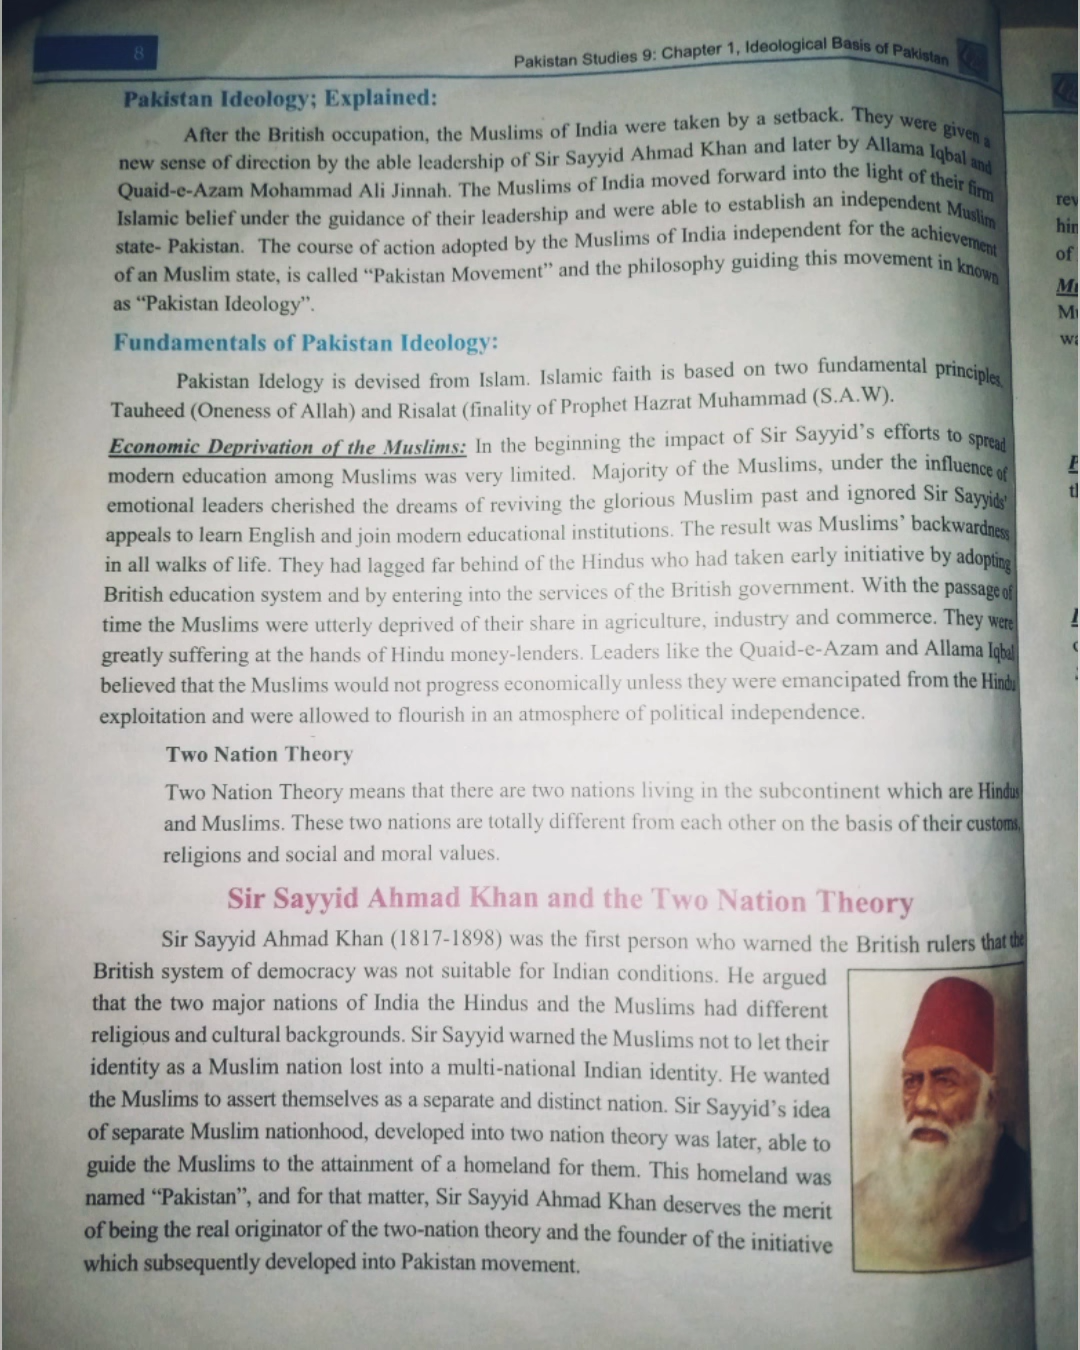 8
Pakistan Studies 9: Chapter 1, Ideological Basis of Pakistan
Pakistan Ideology; Explained:
After the British occupation, the Muslims of India were taken by a setback. They were given a
new sense of direction by the able leadership of Sir Sayyid Ahmad Khan and later by Allama Iqbal and
Quaid-e-Azam Mohammad Ali Jinnah. The Muslims of India moved forward into the light of their firm
Islamic belief under the guidance of their leadership and were able to establish an independent Muslim
state- Pakistan. The course of action adopted by the Muslims of India independent for the achievement
of an Muslim state, is called “Pakistan Movement” and the philosophy guiding this movement in known
as “Pakistan Ideology”.
Fundamentals of Pakistan Ideology:
Pakistan Idelogy is devised from Islam. Islamic faith is based on two fundamental principles,
Tauheed (Oneness of Allah) and Risalat (finality of Prophet Hazrat Muhammad (S.A.W).
Economic Deprivation of the Muslims: In the beginning the impact of Sir Sayyid’s efforts to spread
modern education among Muslims was very limited. Majority of the Muslims, under the influence of
emotional leaders cherished the dreams of reviving the glorious Muslim past and ignored Sir Sayyids’
appeals to learn English and join modern educational institutions. The result was Muslims’ backwardness
in all walks of life. They had lagged far behind of the Hindus who had taken early initiative by adopting
British education system and by entering into the services of the British government. With the passage of
time the Muslims were utterly deprived of their share in agriculture, industry and commerce. They were
greatly suffering at the hands of Hindu money-lenders. Leaders like the Quaid-e-Azam and Allama Iqbal
believed that the Muslims would not progress economically unless they were emancipated from the Hindu
exploitation and were allowed to flourish in an atmosphere of political independence.
Two Nation Theory
Two Nation Theory means that there are two nations living in the subcontinent which are Hindus
and Muslims. These two nations are totally different from each other on the basis of their customs,
religions and social and moral values.
Sir Sayyid Ahmad Khan and the Two Nation Theory
Sir Sayyid Ahmad Khan (1817-1898) was the first person who warned the British rulers that the
British system of democracy was not suitable for Indian conditions. He argued
that the two major nations of India the Hindus and the Muslims had different
religious and cultural backgrounds. Sir Sayyid warned the Muslims not to let their
identity as a Muslim nation lost into a multi-national Indian identity. He wanted
the Muslims to assert themselves as a separate and distinct nation. Sir Sayyid’s idea
of separate Muslim nationhood, developed into two nation theory was later, able to
guide the Muslims to the attainment of a homeland for them. This homeland was
named “Pakistan”, and for that matter, Sir Sayyid Ahmad Khan deserves the merit
of being the real originator of the two-nation theory and the founder of the initiative
which subsequently developed into Pakistan movement.